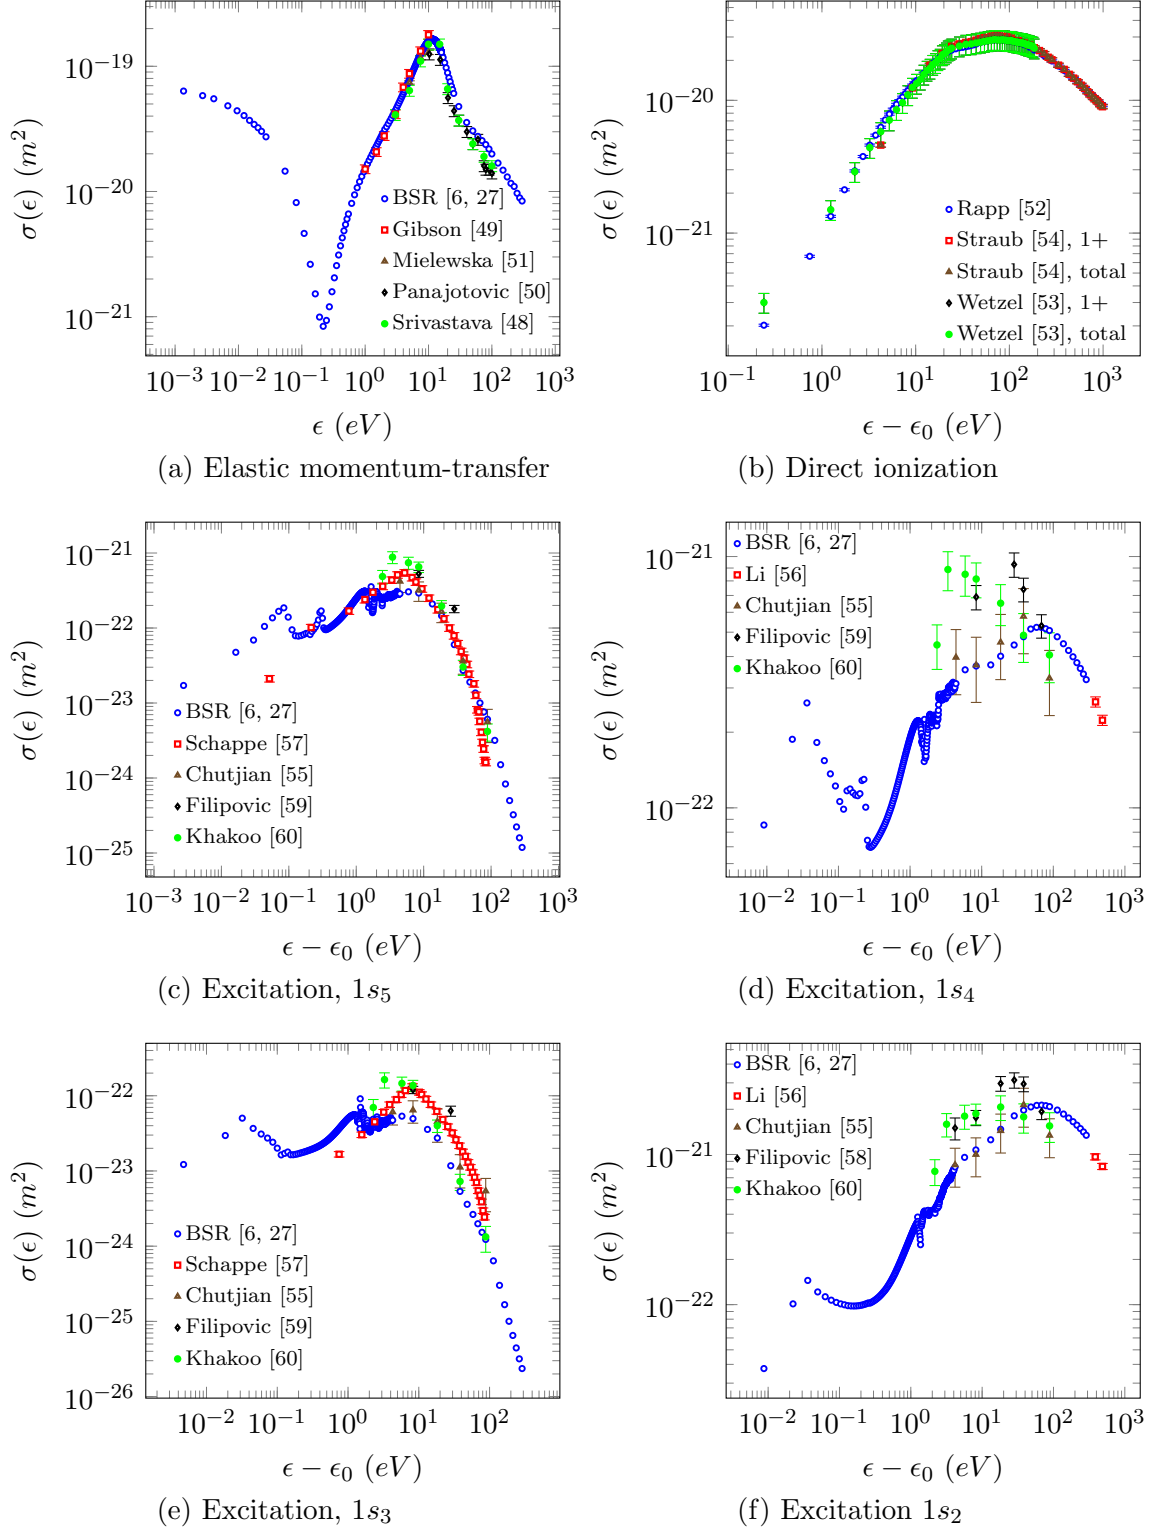 10^{-19}
10^{-20}
10^{-21}
σ(ϵ) (m^2)
BSR [6, 27]
Gibson [49]
Mielewska [51]
Panajotovic [50]
Srivastava [48]
10^{-3} 10^{-2} 10^{-1} 10^0 10^1 10^2 10^3
ϵ (eV)
(a) Elastic momentum-transfer
10^{-20}
10^{-21}
σ(ϵ) (m^2)
Rapp [52]
Straub [54], 1+
Straub [54], total
Wetzel [53], 1+
Wetzel [53], total
10^{-1} 10^0 10^1 10^2 10^3
ϵ − ϵ_0 (eV)
(b) Direct ionization
10^{-21}
10^{-22}
10^{-23}
10^{-24}
10^{-25}
σ(ϵ) (m^2)
BSR [6, 27]
Schappe [57]
Chutjian [55]
Filipovic [59]
Khakoo [60]
10^{-3} 10^{-2} 10^{-1} 10^0 10^1 10^2 10^3
ϵ − ϵ_0 (eV)
(c) Excitation, 1s_5
10^{-21}
10^{-22}
σ(ϵ) (m^2)
BSR [6, 27]
Li [56]
Chutjian [55]
Filipovic [59]
Khakoo [60]
10^{-2} 10^{-1} 10^0 10^1 10^2 10^3
ϵ − ϵ_0 (eV)
(d) Excitation, 1s_4
10^{-22}
10^{-23}
10^{-24}
10^{-25}
10^{-26}
σ(ϵ) (m^2)
BSR [6, 27]
Schappe [57]
Chutjian [55]
Filipovic [59]
Khakoo [60]
10^{-2} 10^{-1} 10^0 10^1 10^2
ϵ − ϵ_0 (eV)
(e) Excitation, 1s_3
10^{-21}
10^{-22}
σ(ϵ) (m^2)
BSR [6, 27]
Li [56]
Chutjian [55]
Filipovic [58]
Khakoo [60]
10^{-2} 10^{-1} 10^0 10^1 10^2 10^3
ϵ − ϵ_0 (eV)
(f) Excitation 1s_2